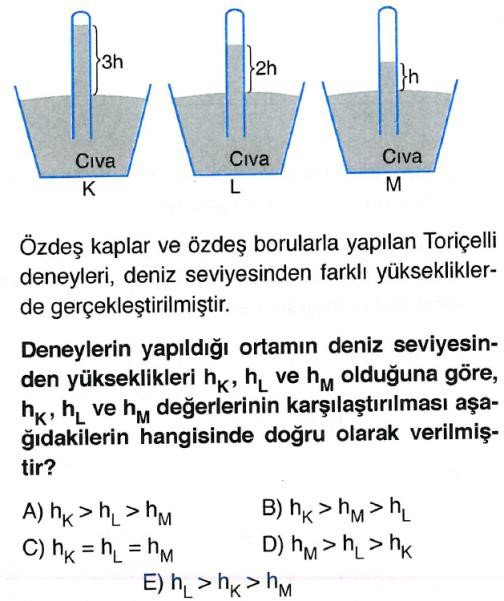 3h
2h
h
Cıva
Cıva
Cıva
K
L
M
Özdeş kaplar ve özdeş borularla yapılan Toriçelli
deneyleri, deniz seviyesinden farklı yükseklikler-
de gerçekleştirilmiştir.
Deneylerin yapıldığı ortamın deniz seviyesin-
den yükseklikleri hK, hL ve hM olduğuna göre,
hK, hL ve hM değerlerinin karşılaştırılması aşa-
ğıdakilerin hangisinde doğru olarak verilmiş-
tir?
A) hK > hL > hM
B) hK > hM > hL
C) hK = hL = hM
D) hM > hL > hK
E) hL > hK > hM